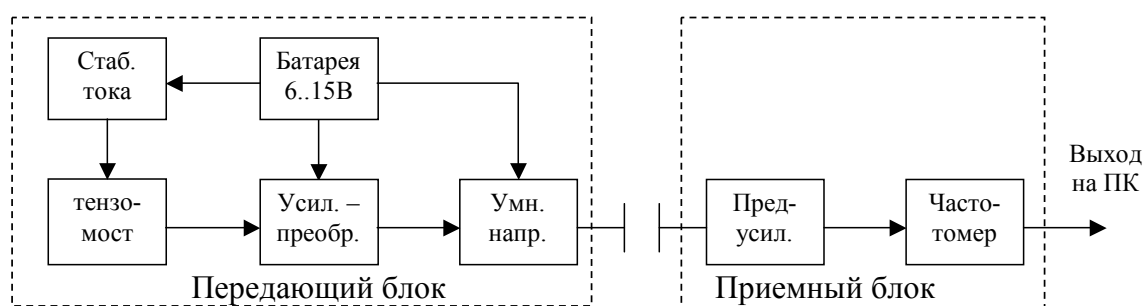 Стаб.
тока
Батарея
6..15В
тензо-
мост
Усил. –
преобр.
Умн.
напр.
Передающий блок
Пред-
усил.
Часто-
томер
Приемный блок
Выход
на ПК